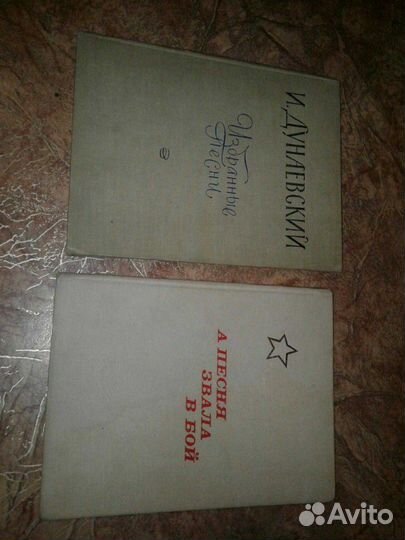 И. ДУНАЕВСКИЙ
Избранные
песни
А ПЕСНЯ
ЗВАЛА
В БОЙ
Avito